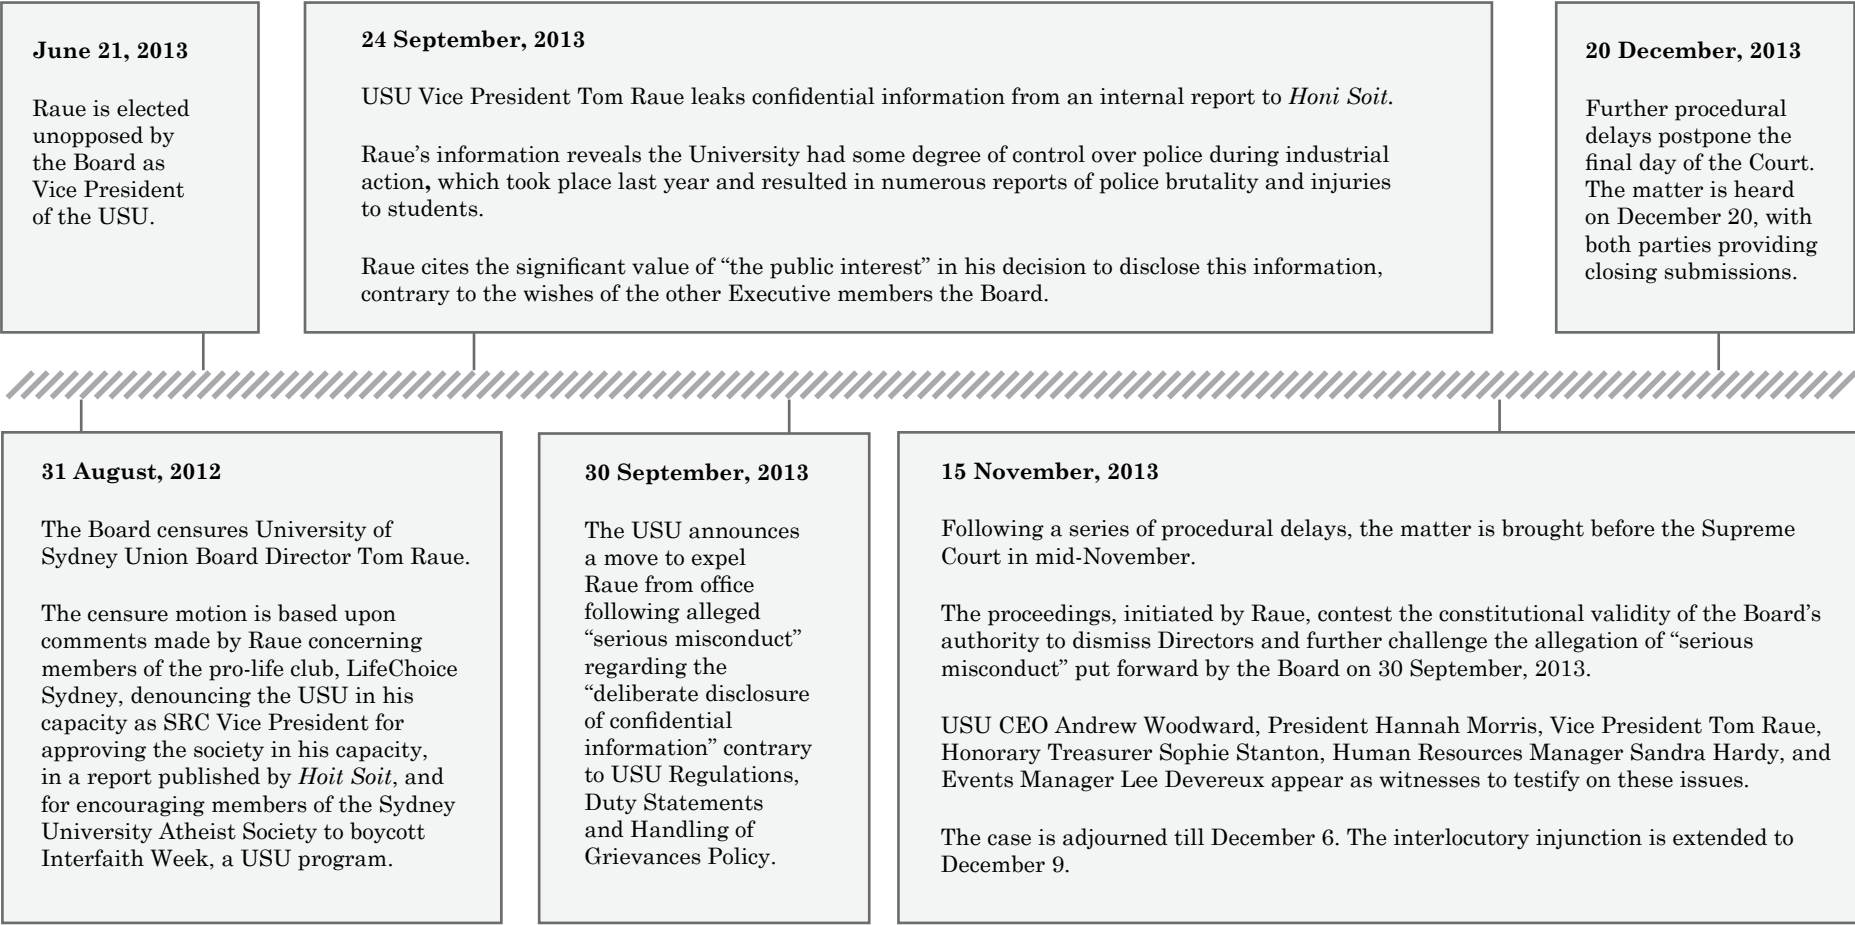 June 21, 2013
Raue is elected
unopposed by
the Board as
Vice President
of the USU.
24 September, 2013
USU Vice President Tom Raue leaks confidential information from an internal report to Honi Soit.
Raue’s information reveals the University had some degree of control over police during industrial
action, which took place last year and resulted in numerous reports of police brutality and injuries
to students.
Raue cites the significant value of “the public interest” in his decision to disclose this information,
contrary to the wishes of the other Executive members the Board.
20 December, 2013
Further procedural
delays postpone the
final day of the Court.
The matter is heard
on December 20, with
both parties providing
closing submissions.
31 August, 2012
The Board censures University of
Sydney Union Board Director Tom Raue.
The censure motion is based upon
comments made by Raue concerning
members of the pro-life club, LifeChoice
Sydney, denouncing the USU in his
capacity as SRC Vice President for
approving the society in his capacity,
in a report published by Hoit Soit, and
for encouraging members of the Sydney
University Atheist Society to boycott
Interfaith Week, a USU program.
30 September, 2013
The USU announces
a move to expel
Raue from office
following alleged
“serious misconduct”
regarding the
“deliberate disclosure
of confidential
information” contrary
to USU Regulations,
Duty Statements
and Handling of
Grievances Policy.
15 November, 2013
Following a series of procedural delays, the matter is brought before the Supreme
Court in mid-November.
The proceedings, initiated by Raue, contest the constitutional validity of the Board’s
authority to dismiss Directors and further challenge the allegation of “serious
misconduct” put forward by the Board on 30 September, 2013.
USU CEO Andrew Woodward, President Hannah Morris, Vice President Tom Raue,
Honorary Treasurer Sophie Stanton, Human Resources Manager Sandra Hardy, and
Events Manager Lee Devereux appear as witnesses to testify on these issues.
The case is adjourned till December 6. The interlocutory injunction is extended to
December 9.